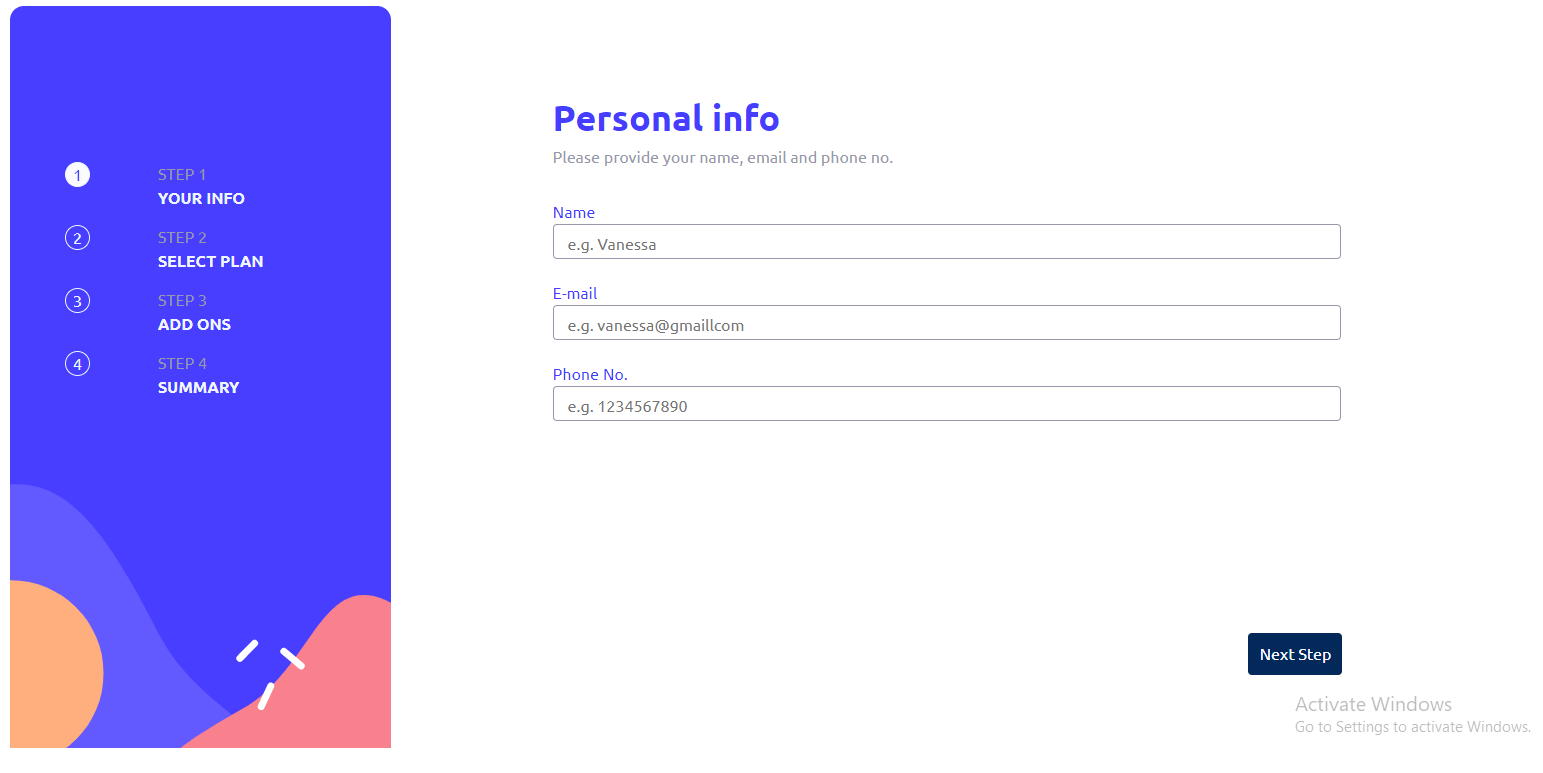 1 STEP 1
YOUR INFO
2 STEP 2
SELECT PLAN
3 STEP 3
ADD ONS
4 STEP 4
SUMMARY
Personal info
Please provide your name, email and phone no.
Name
e.g. Vanessa
E-mail
e.g. vanessa@gmaillcom
Phone No.
e.g. 1234567890
Next Step
Activate Windows
Go to Settings to activate Windows.